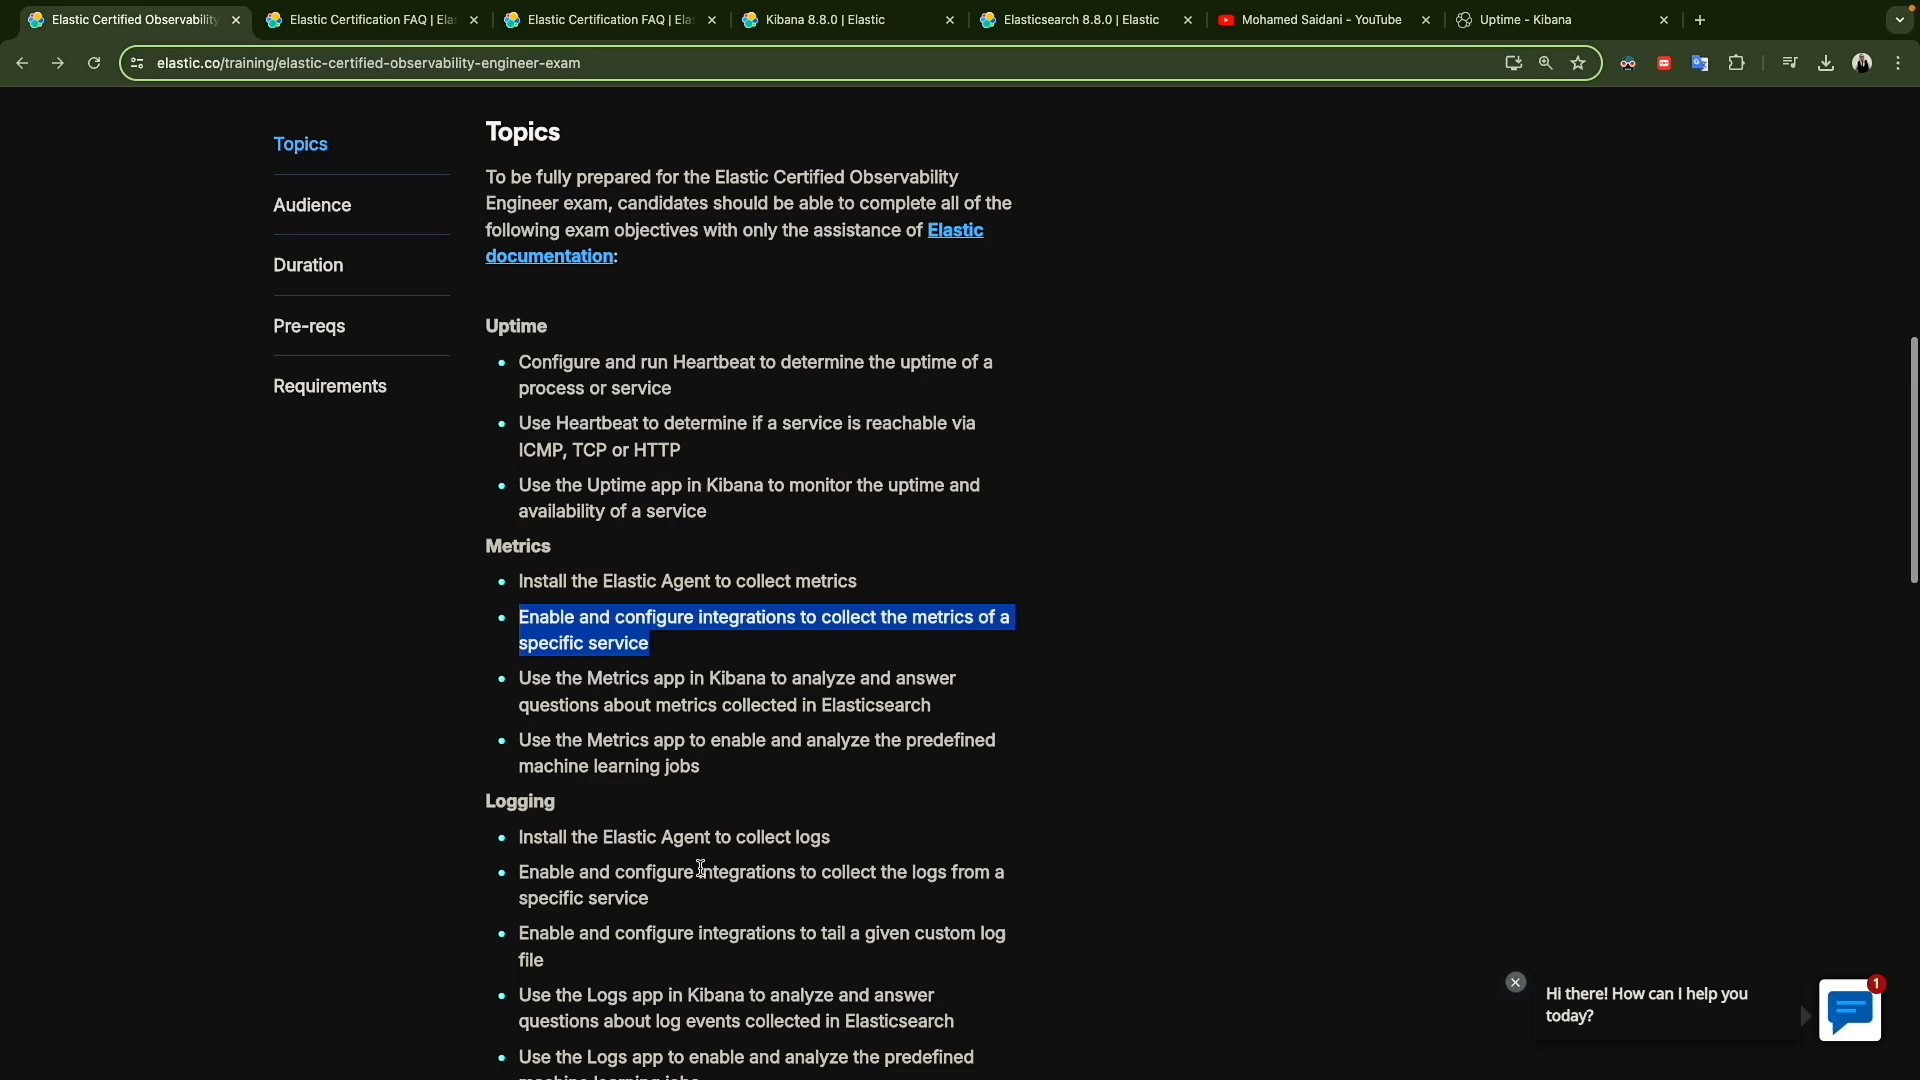 Elastic Certified Observability
Elastic Certification FAQ | Ela
Elastic Certification FAQ | Ela
Kibana 8.8.0 | Elastic
Elasticsearch 8.8.0 | Elastic
Mohamed Saidani - YouTube
Uptime - Kibana
elastic.co/training/elastic-certified-observability-engineer-exam
Topics
Audience
Duration
Pre-reqs
Requirements
Topics
To be fully prepared for the Elastic Certified Observability
Engineer exam, candidates should be able to complete all of the
following exam objectives with only the assistance of Elastic
documentation:
Uptime
• Configure and run Heartbeat to determine the uptime of a
process or service
• Use Heartbeat to determine if a service is reachable via
ICMP, TCP or HTTP
• Use the Uptime app in Kibana to monitor the uptime and
availability of a service
Metrics
• Install the Elastic Agent to collect metrics
• Enable and configure integrations to collect the metrics of a
specific service
• Use the Metrics app in Kibana to analyze and answer
questions about metrics collected in Elasticsearch
• Use the Metrics app to enable and analyze the predefined
machine learning jobs
Logging
• Install the Elastic Agent to collect logs
• Enable and configure integrations to collect the logs from a
specific service
• Enable and configure integrations to tail a given custom log
file
• Use the Logs app in Kibana to analyze and answer
questions about log events collected in Elasticsearch
• Use the Logs app to enable and analyze the predefined
Hi there! How can I help you
today?
1